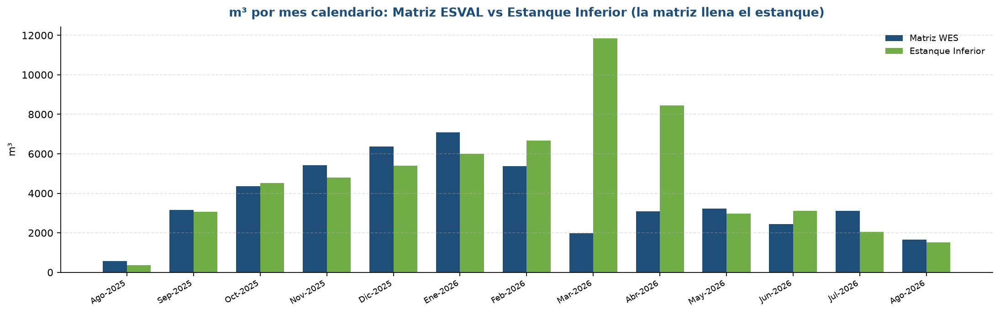 m³ por mes calendario: Matriz ESVAL vs Estanque Inferior (la matriz llena el estanque)
Matriz WES
Estanque Inferior
m³
12000
10000
8000
6000
4000
2000
0
Ago-2025
Sep-2025
Oct-2025
Nov-2025
Dic-2025
Ene-2026
Feb-2026
Mar-2026
Abr-2026
May-2026
Jun-2026
Jul-2026
Ago-2026